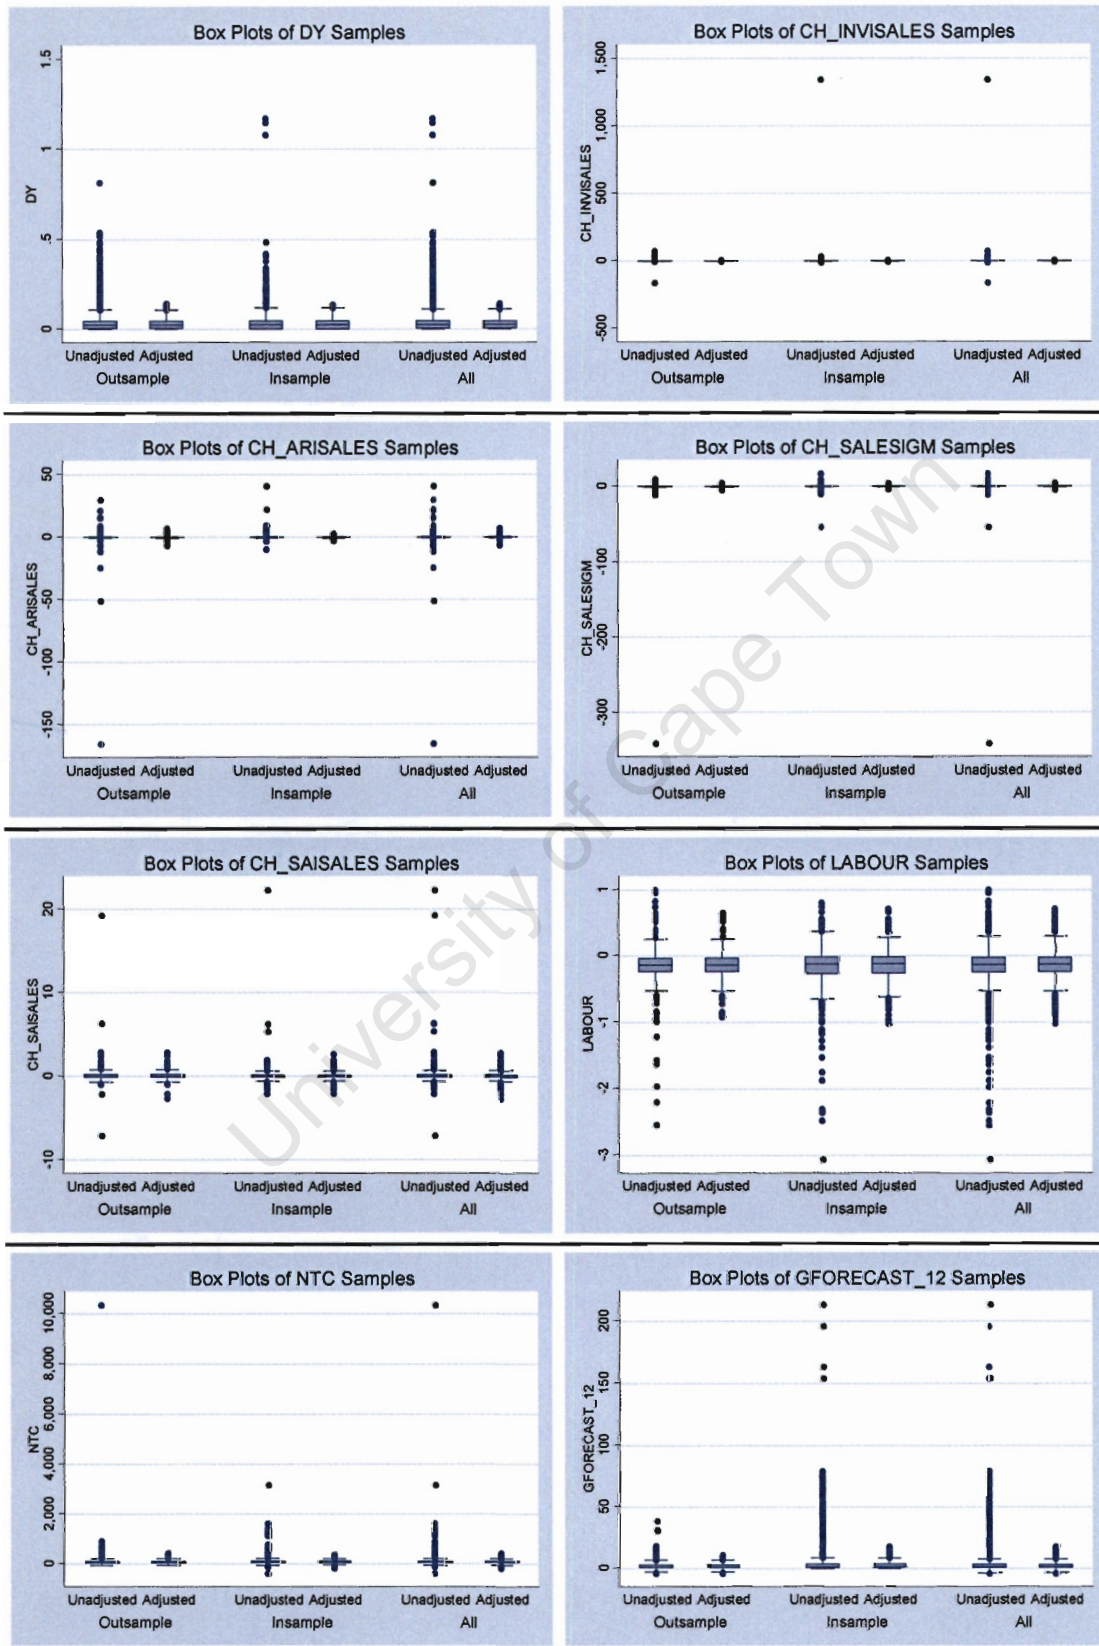 Box Plots of DY Samples
DY
1.5
1
.5
0
Unadjusted Adjusted Unadjusted Adjusted Unadjusted Adjusted
Outsample Insample All
Box Plots of CH_INVISALES Samples
CH_INVISALES
1,500
1,000
500
0
-500
Unadjusted Adjusted Unadjusted Adjusted Unadjusted Adjusted
Outsample Insample All
Box Plots of CH_ARISALES Samples
CH_ARISALES
50
0
-50
-100
-150
Unadjusted Adjusted Unadjusted Adjusted Unadjusted Adjusted
Outsample Insample All
Box Plots of CH_SALESIGM Samples
CH_SALESIGM
0
-100
-200
-300
Unadjusted Adjusted Unadjusted Adjusted Unadjusted Adjusted
Outsample Insample All
Box Plots of CH_SAISALES Samples
CH_SAISALES
20
10
0
-10
Unadjusted Adjusted Unadjusted Adjusted Unadjusted Adjusted
Outsample Insample All
Box Plots of LABOUR Samples
LABOUR
1
0
-1
-2
-3
Unadjusted Adjusted Unadjusted Adjusted Unadjusted Adjusted
Outsample Insample All
Box Plots of NTC Samples
NTC
10,000
8,000
6,000
4,000
2,000
0
Unadjusted Adjusted Unadjusted Adjusted Unadjusted Adjusted
Outsample Insample All
Box Plots of GFORECAST_12 Samples
GFORECAST_12
200
150
100
50
0
Unadjusted Adjusted Unadjusted Adjusted Unadjusted Adjusted
Outsample Insample All
University of Cape Town